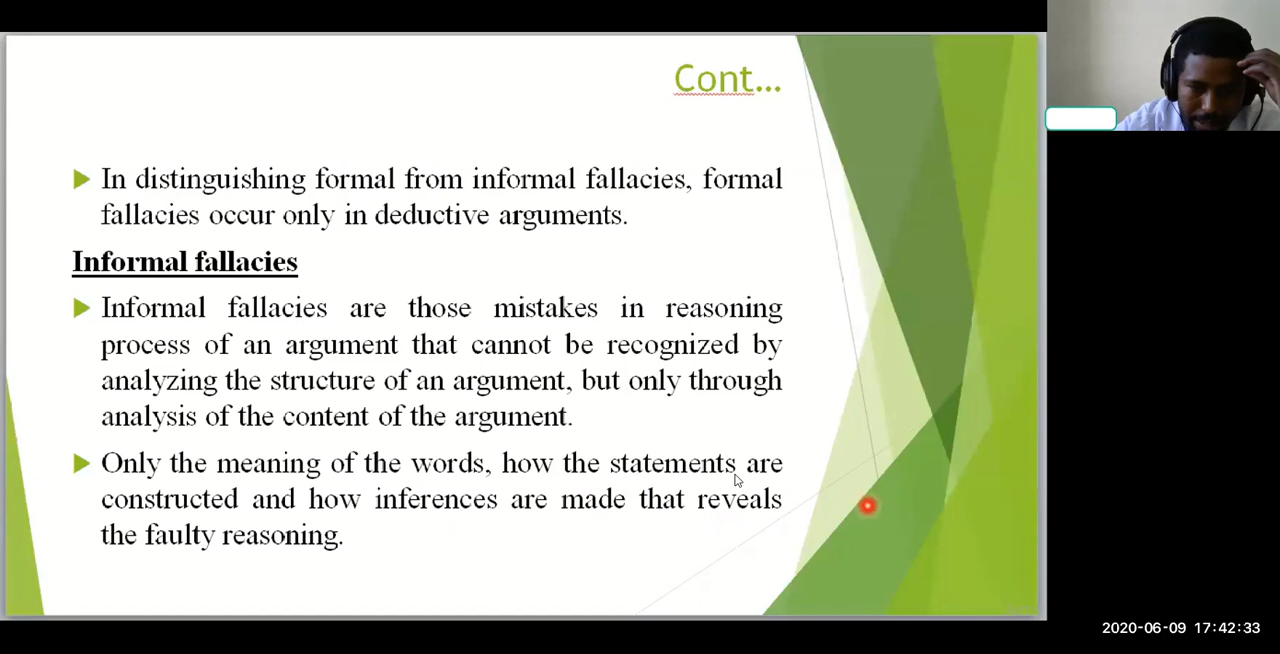 Cont...
In distinguishing formal from informal fallacies, formal
fallacies occur only in deductive arguments.
Informal fallacies
Informal fallacies are those mistakes in reasoning
process of an argument that cannot be recognized by
analyzing the structure of an argument, but only through
analysis of the content of the argument.
Only the meaning of the words, how the statements are
constructed and how inferences are made that reveals
the faulty reasoning.
2020-06-09 17:42:33